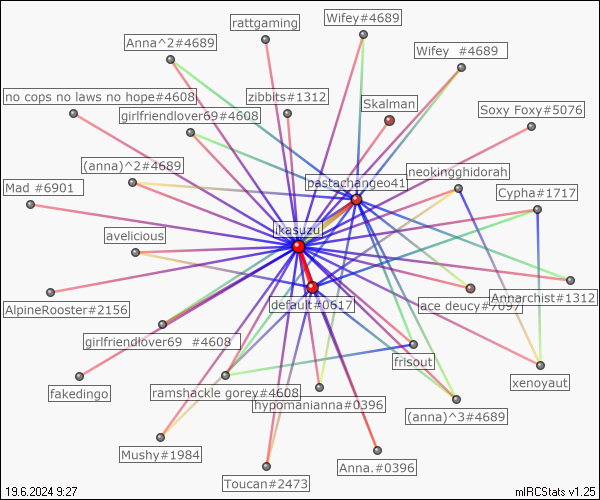 rattgaming
Wifey#4689
Anna^2#4689
Wifey  #4689
no cops no laws no hope#4608
zibbits#1312
Skalman
girlfriendlover69#4608
Soxy Foxy#5076
(anna)^2#4689
neokingghidorah
pastachangeo41
Mad #6901
Cypha#1717
ikasuzu
avelicious
AlpineRooster#2156
default#0617
ace deucy#7097
Annarchist#1312
girlfriendlover69  #4608
frisout
fakedingo
ramshackle gorey#4608
hypomanianna#0396
xenoyaut
(anna)^3#4689
Mushy#1984
Toucan#2473
Anna.#0396
19.6.2024 9:27
mIRCStats v1.25